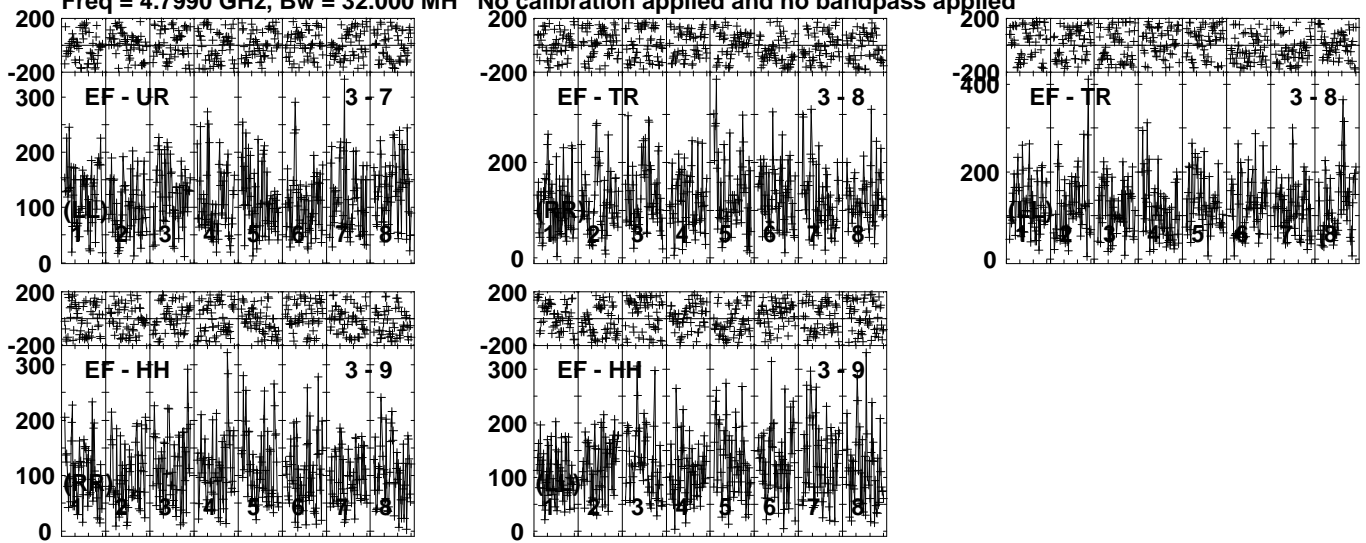 Freq = 4.7990 GHz, Bw = 32.000 MH No calibration applied and no bandpass applied
200
-200
300
200
100
0
EF - UR 3 - 7
(LL)
1 2 3 4 5 6 7 8
200
-200
200
0
EF - TR 3 - 8
(RR)
1 2 3 4 5 6 7 8
200
-200
400
200
0
EF - TR 3 - 8
(LL)
1 2 3 4 5 6 7 8
200
-200
300
200
100
0
EF - HH 3 - 9
(RR)
1 2 3 4 5 6 7 8
200
-200
300
200
100
0
EF - HH 3 - 9
(LL)
1 2 3 4 5 6 7 8